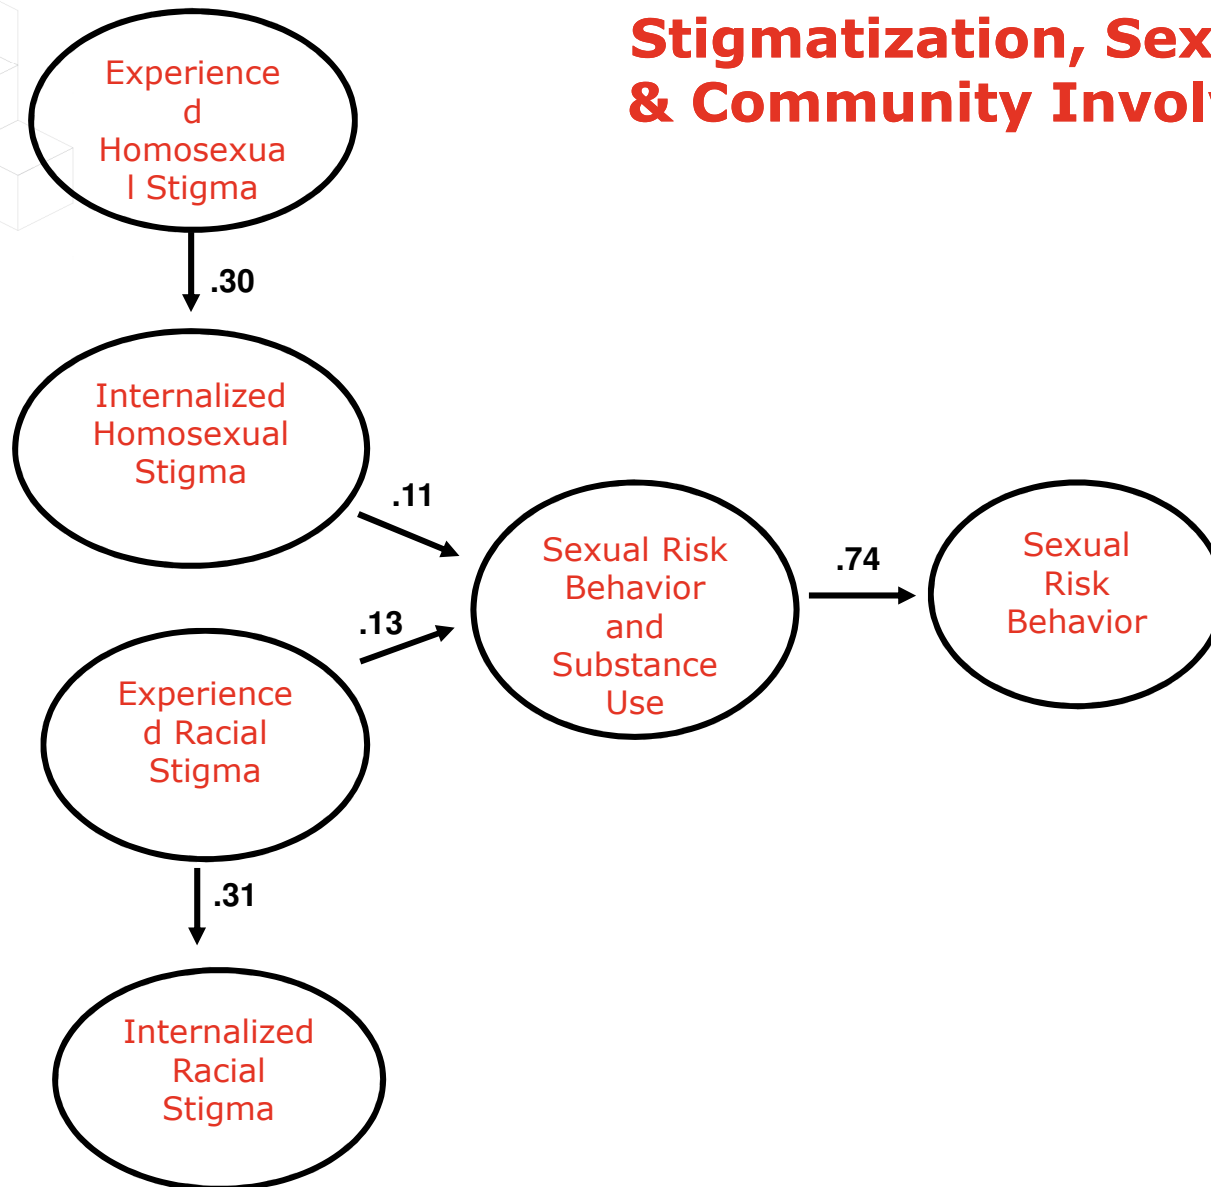 Stigmatization, Sex
& Community Invol
Experience
d
Homosexua
l Stigma
.30
Internalized
Homosexual
Stigma
.11
Sexual Risk
Behavior
and
Substance
Use
.74
Sexual
Risk
Behavior
.13
Experience
d Racial
Stigma
.31
Internalized
Racial
Stigma